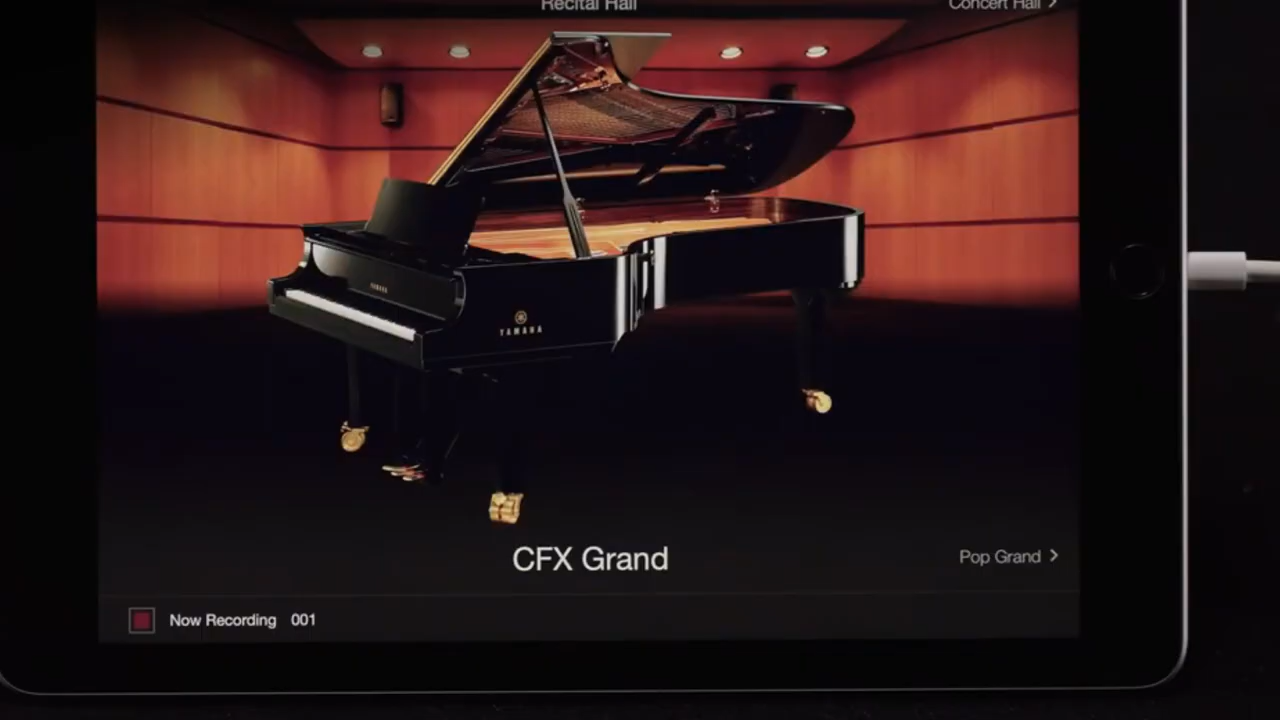 Recital Hall
Concert Hall >
YAMAHA
YAMAHA
CFX Grand
Pop Grand >
Now Recording 001